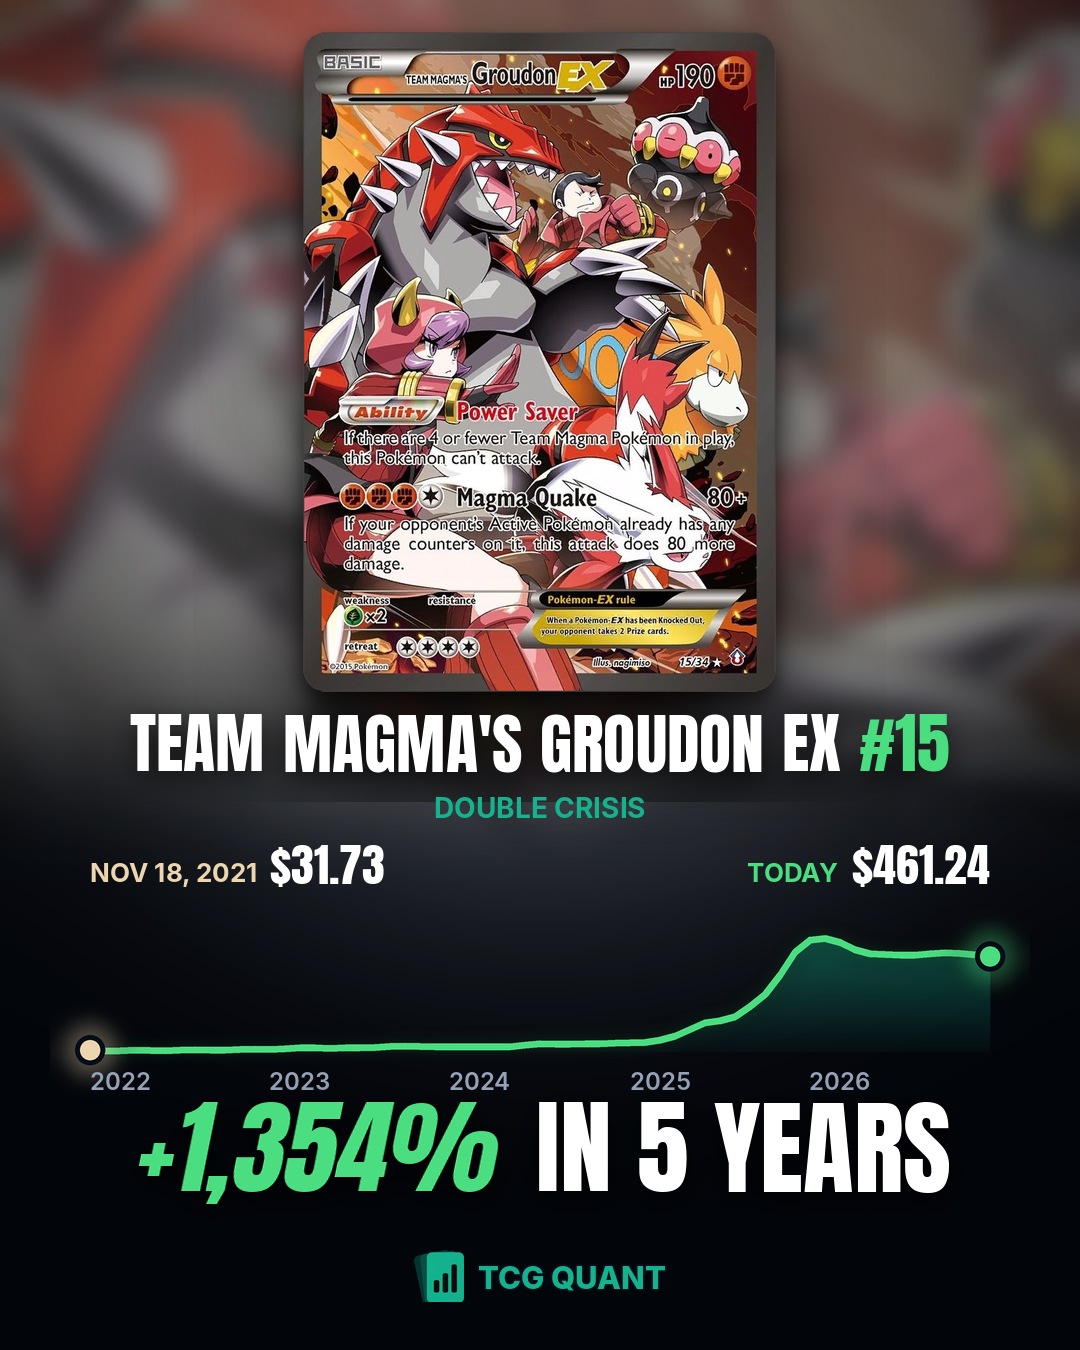 BASIC
TEAM MAGMA'S Groudon EX
HP 190
Ability Power Saver
If there are 4 or fewer Team Magma Pokémon in play,
this Pokémon can't attack.
Magma Quake 80+
If your opponent's Active Pokémon already has any
damage counters on it, this attack does 80 more
damage.
weakness resistance
×2
retreat
©2015 Pokémon
Pokémon-EX rule
When a Pokémon-EX has been Knocked Out,
your opponent takes 2 Prize cards.
Illus. nagimiso 15/34
TEAM MAGMA'S GROUDON EX #15
DOUBLE CRISIS
NOV 18, 2021 $31.73
TODAY $461.24
2022 2023 2024 2025 2026
+1,354% IN 5 YEARS
TCG QUANT